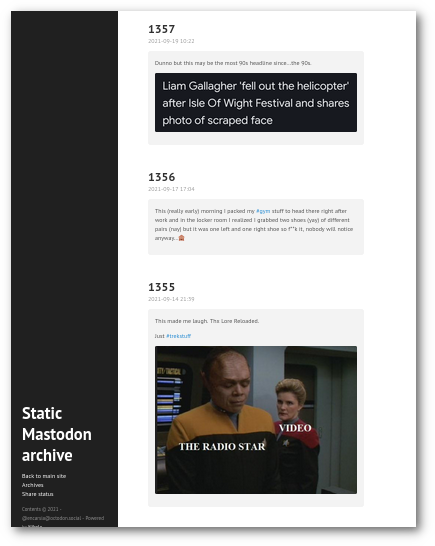 1357
2021-09-19 10:22
Dunno but this may be the most 90s headline since...the 90s.
Liam Gallagher 'fell out the helicopter'
after Isle Of Wight Festival and shares
photo of scraped face
1356
2021-09-17 17:04
This (really early) morning I packed my #gym stuff to head there right after
work and in the locker room I realized I grabbed two shoes (yay) of different
pairs (nay) but it was one left and one right shoe so f**k it, nobody will notice
anyway...
1355
2021-09-14 21:39
This made me laugh. The Lore Reloaded.
Just #trekstuff
VIDEO
THE RADIO STAR
Static
Mastodon
archive
Back to main site
Archives
Share status
Contents © 2021 -
Powered